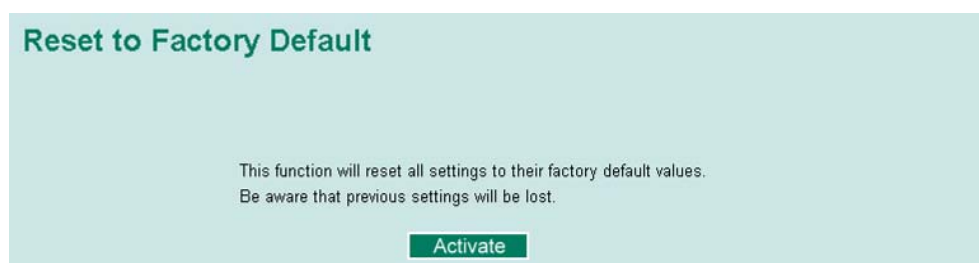 Reset to Factory Default
This function will reset all settings to their factory default values.
Be aware that previous settings will be lost.
Activate